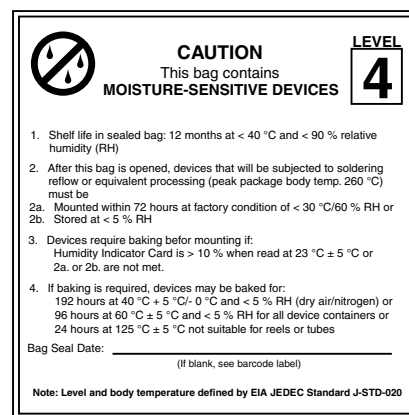 CAUTION
This bag contains
MOISTURE-SENSITIVE DEVICES
LEVEL
4
1. Shelf life in sealed bag: 12 months at < 40 °C and < 90 % relative
humidity (RH)
2. After this bag is opened, devices that will be subjected to soldering
reflow or equivalent processing (peak package body temp. 260 °C)
must be
2a. Mounted within 72 hours at factory condition of < 30 °C/60 % RH or
2b. Stored at < 5 % RH
3. Devices require baking befor mounting if:
Humidity Indicator Card is > 10 % when read at 23 °C ± 5 °C or
2a. or 2b. are not met.
4. If baking is required, devices may be baked for:
192 hours at 40 °C + 5 °C/- 0 °C and < 5 % RH (dry air/nitrogen) or
96 hours at 60 °C ± 5 °C and < 5 % RH for all device containers or
24 hours at 125 °C ± 5 °C not suitable for reels or tubes
Bag Seal Date:
(If blank, see barcode label)
Note: Level and body temperature defined by EIA JEDEC Standard J-STD-020